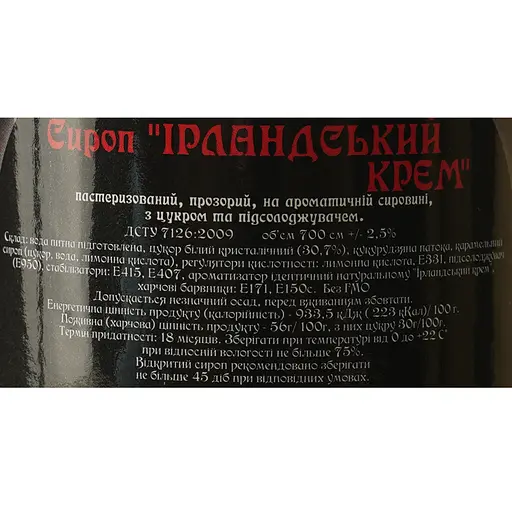 Сироп "ІРЛАНДСЬКИЙ
КРЕМ"
пастеризований, прозорий, на ароматичній сировині,
з цукром та підсолоджувачем.
ДСТУ 7126:2009 об'єм 700 см +/- 2,5%
Склад: вода питна підготовлена, цукор білий кристалічний (30,7%), кукурудзяна патока, карамельний
сироп (цукор, вода, лимонна кислота), регулятори кислотності: лимонна кислота, Е331, підсолоджувач
(Е950), стабілізатори: Е415, Е407, ароматизатор ідентичний натуральному "Ірландський крем",
харчові барвники: Е171, Е150с. Без ГМО
Допускається незначний осад, перед вживанням збовтати.
Енергетична цінність продукту (калорійність) - 933,5 кДж ( 223 кКал)/ 100г.
Поживна (харчова) цінність продукту - 56г/ 100г, з них цукру 30г/100г.
Термін придатності: 18 місяців. Зберігати при температурі від 0 до +22 С°
при відносній вологості не більше 75%.
Відкритий сироп рекомендовано зберігати
не більше 45 діб при відповідних умовах.